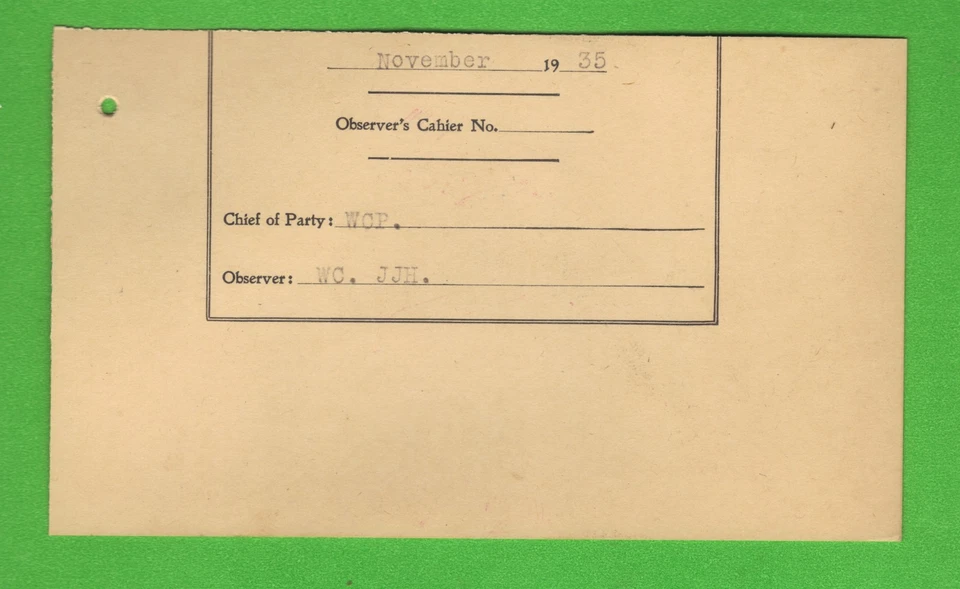 November 19 35
Observer's Cahier No.
Chief of Party: WCP.
Observer: WC. JJH.